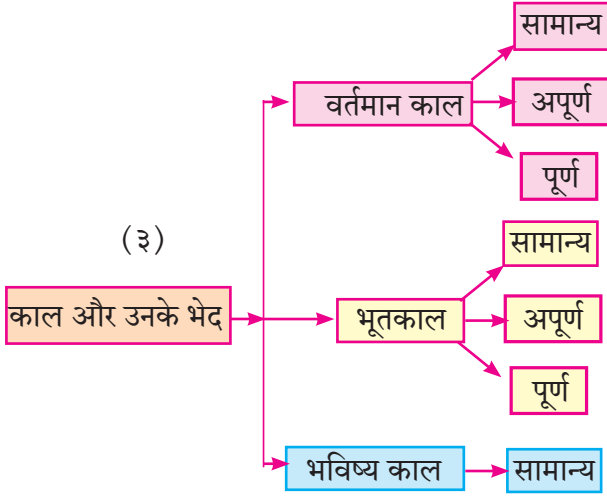 सामान्य
वर्तमान काल
अपूर्ण
पूर्ण
(३)
काल और उनके भेद
सामान्य
भूतकाल
अपूर्ण
पूर्ण
भविष्य काल
सामान्य